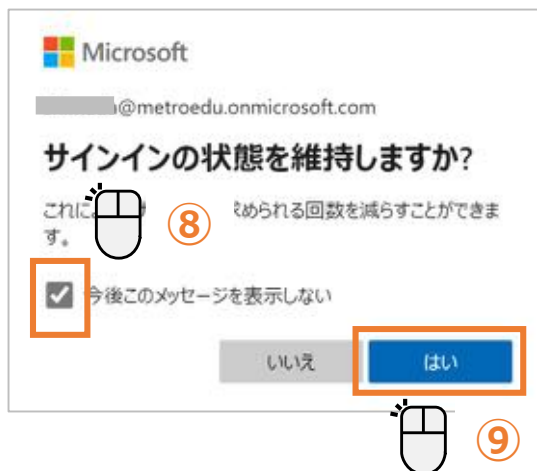 Microsoft
@metroedu.onmicrosoft.com
サインインの状態を維持しますか?
これに ⑧ められる回数を減らすことができま
す。
今後このメッセージを表示しない
いいえ はい
⑨